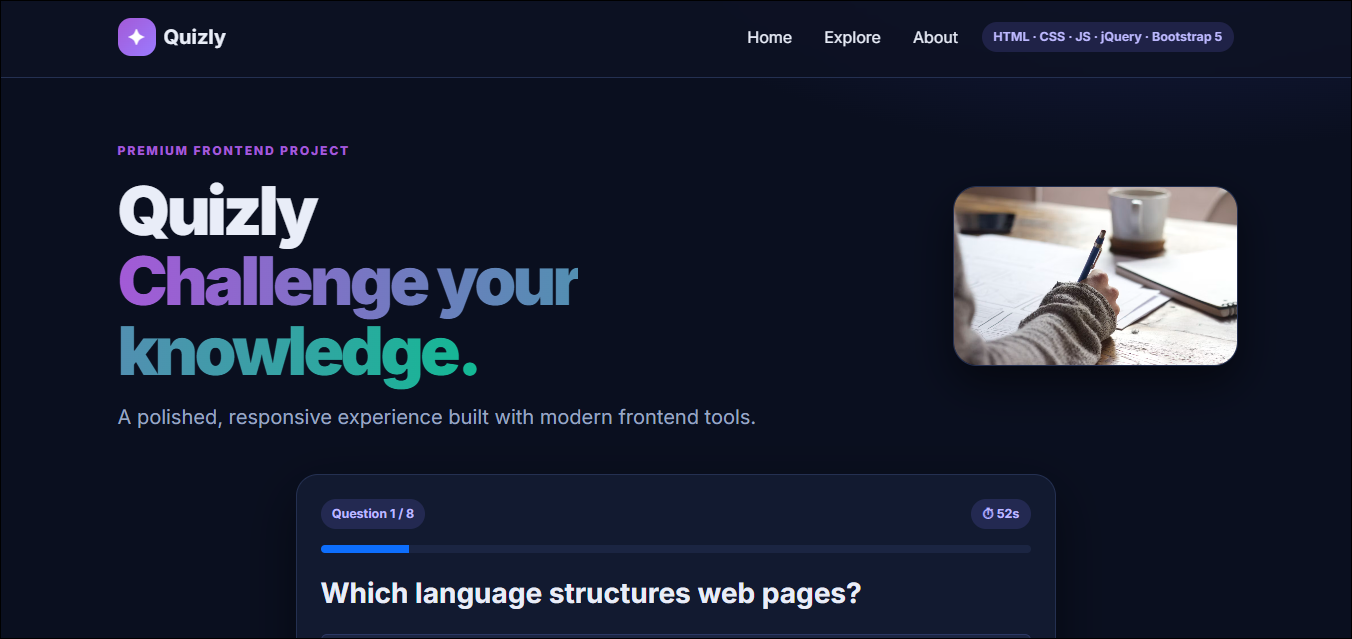 Quizly
Home
Explore
About
HTML · CSS · JS · jQuery · Bootstrap 5
PREMIUM FRONTEND PROJECT
Quizly
Challenge your
knowledge.
A polished, responsive experience built with modern frontend tools.
Question 1 / 8
⏱ 52s
Which language structures web pages?